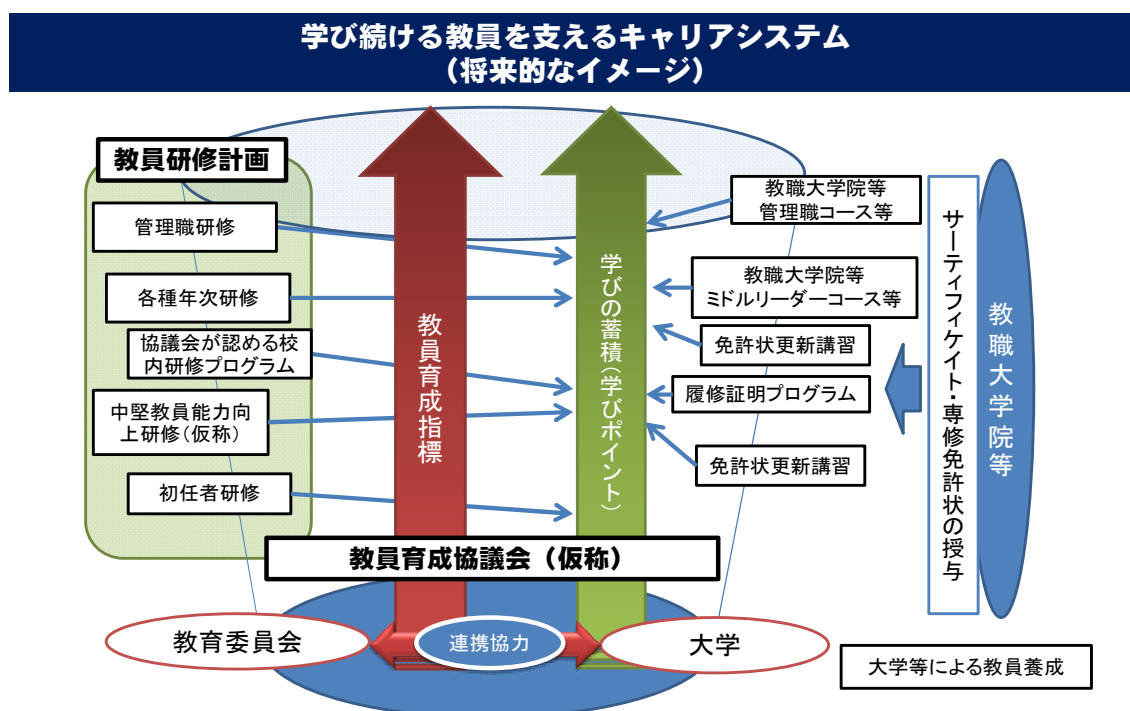 学び続ける教員を支えるキャリアシステム
（将来的なイメージ）
教員研修計画
管理職研修
各種年次研修
協議会が認める校
内研修プログラム
中堅教員能力向
上研修（仮称）
初任者研修
教員育成指標
学びの蓄積（学びポイント）
教職大学院等
管理職コース等
教職大学院等
ミドルリーダーコース等
免許状更新講習
履修証明プログラム
免許状更新講習
サーティフィケイト・専修免許状の授与
教職大学院等
教員育成協議会（仮称）
教育委員会
連携協力
大学
大学等による教員養成